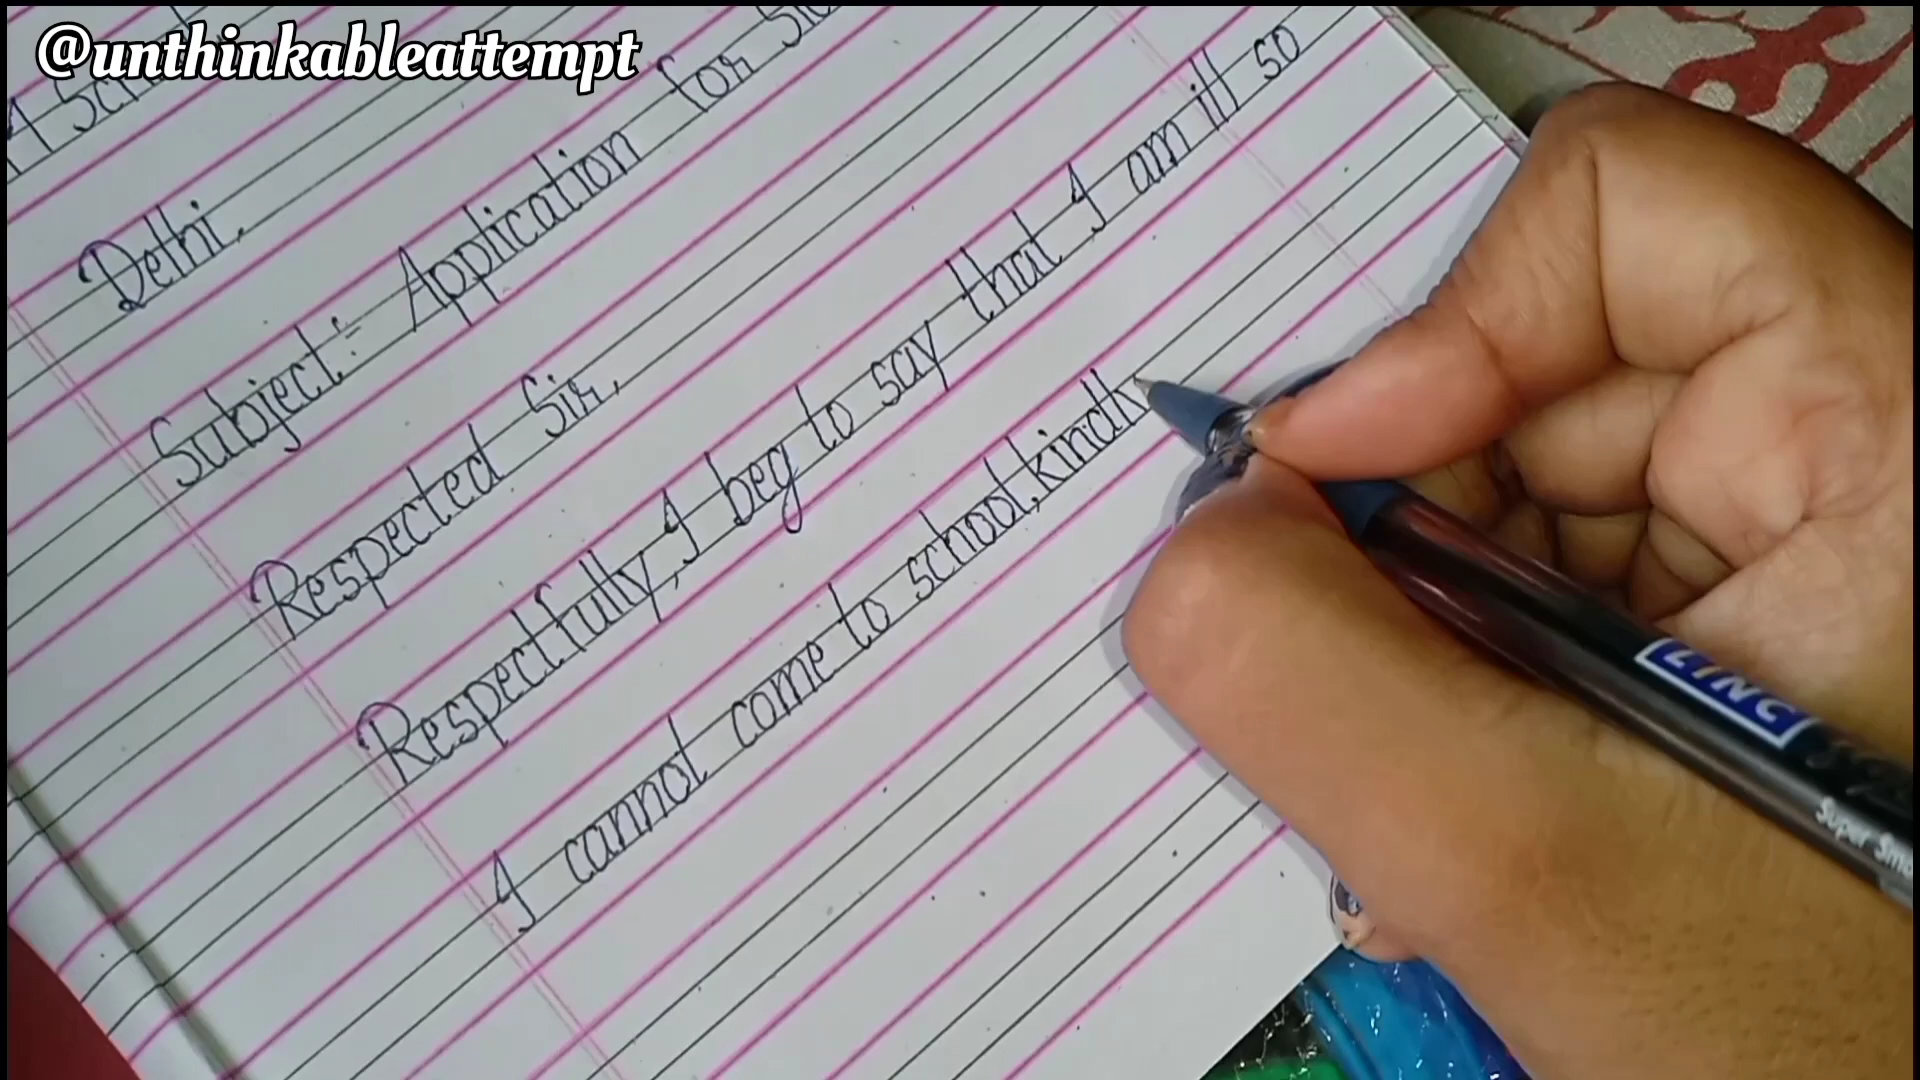 @unthinkableattempt
Delhi.
Subject:- Application for
Respected Sir,
Respectfully, I beg to say that I am ill so
I cannot come to school, kindly
LINC
Super